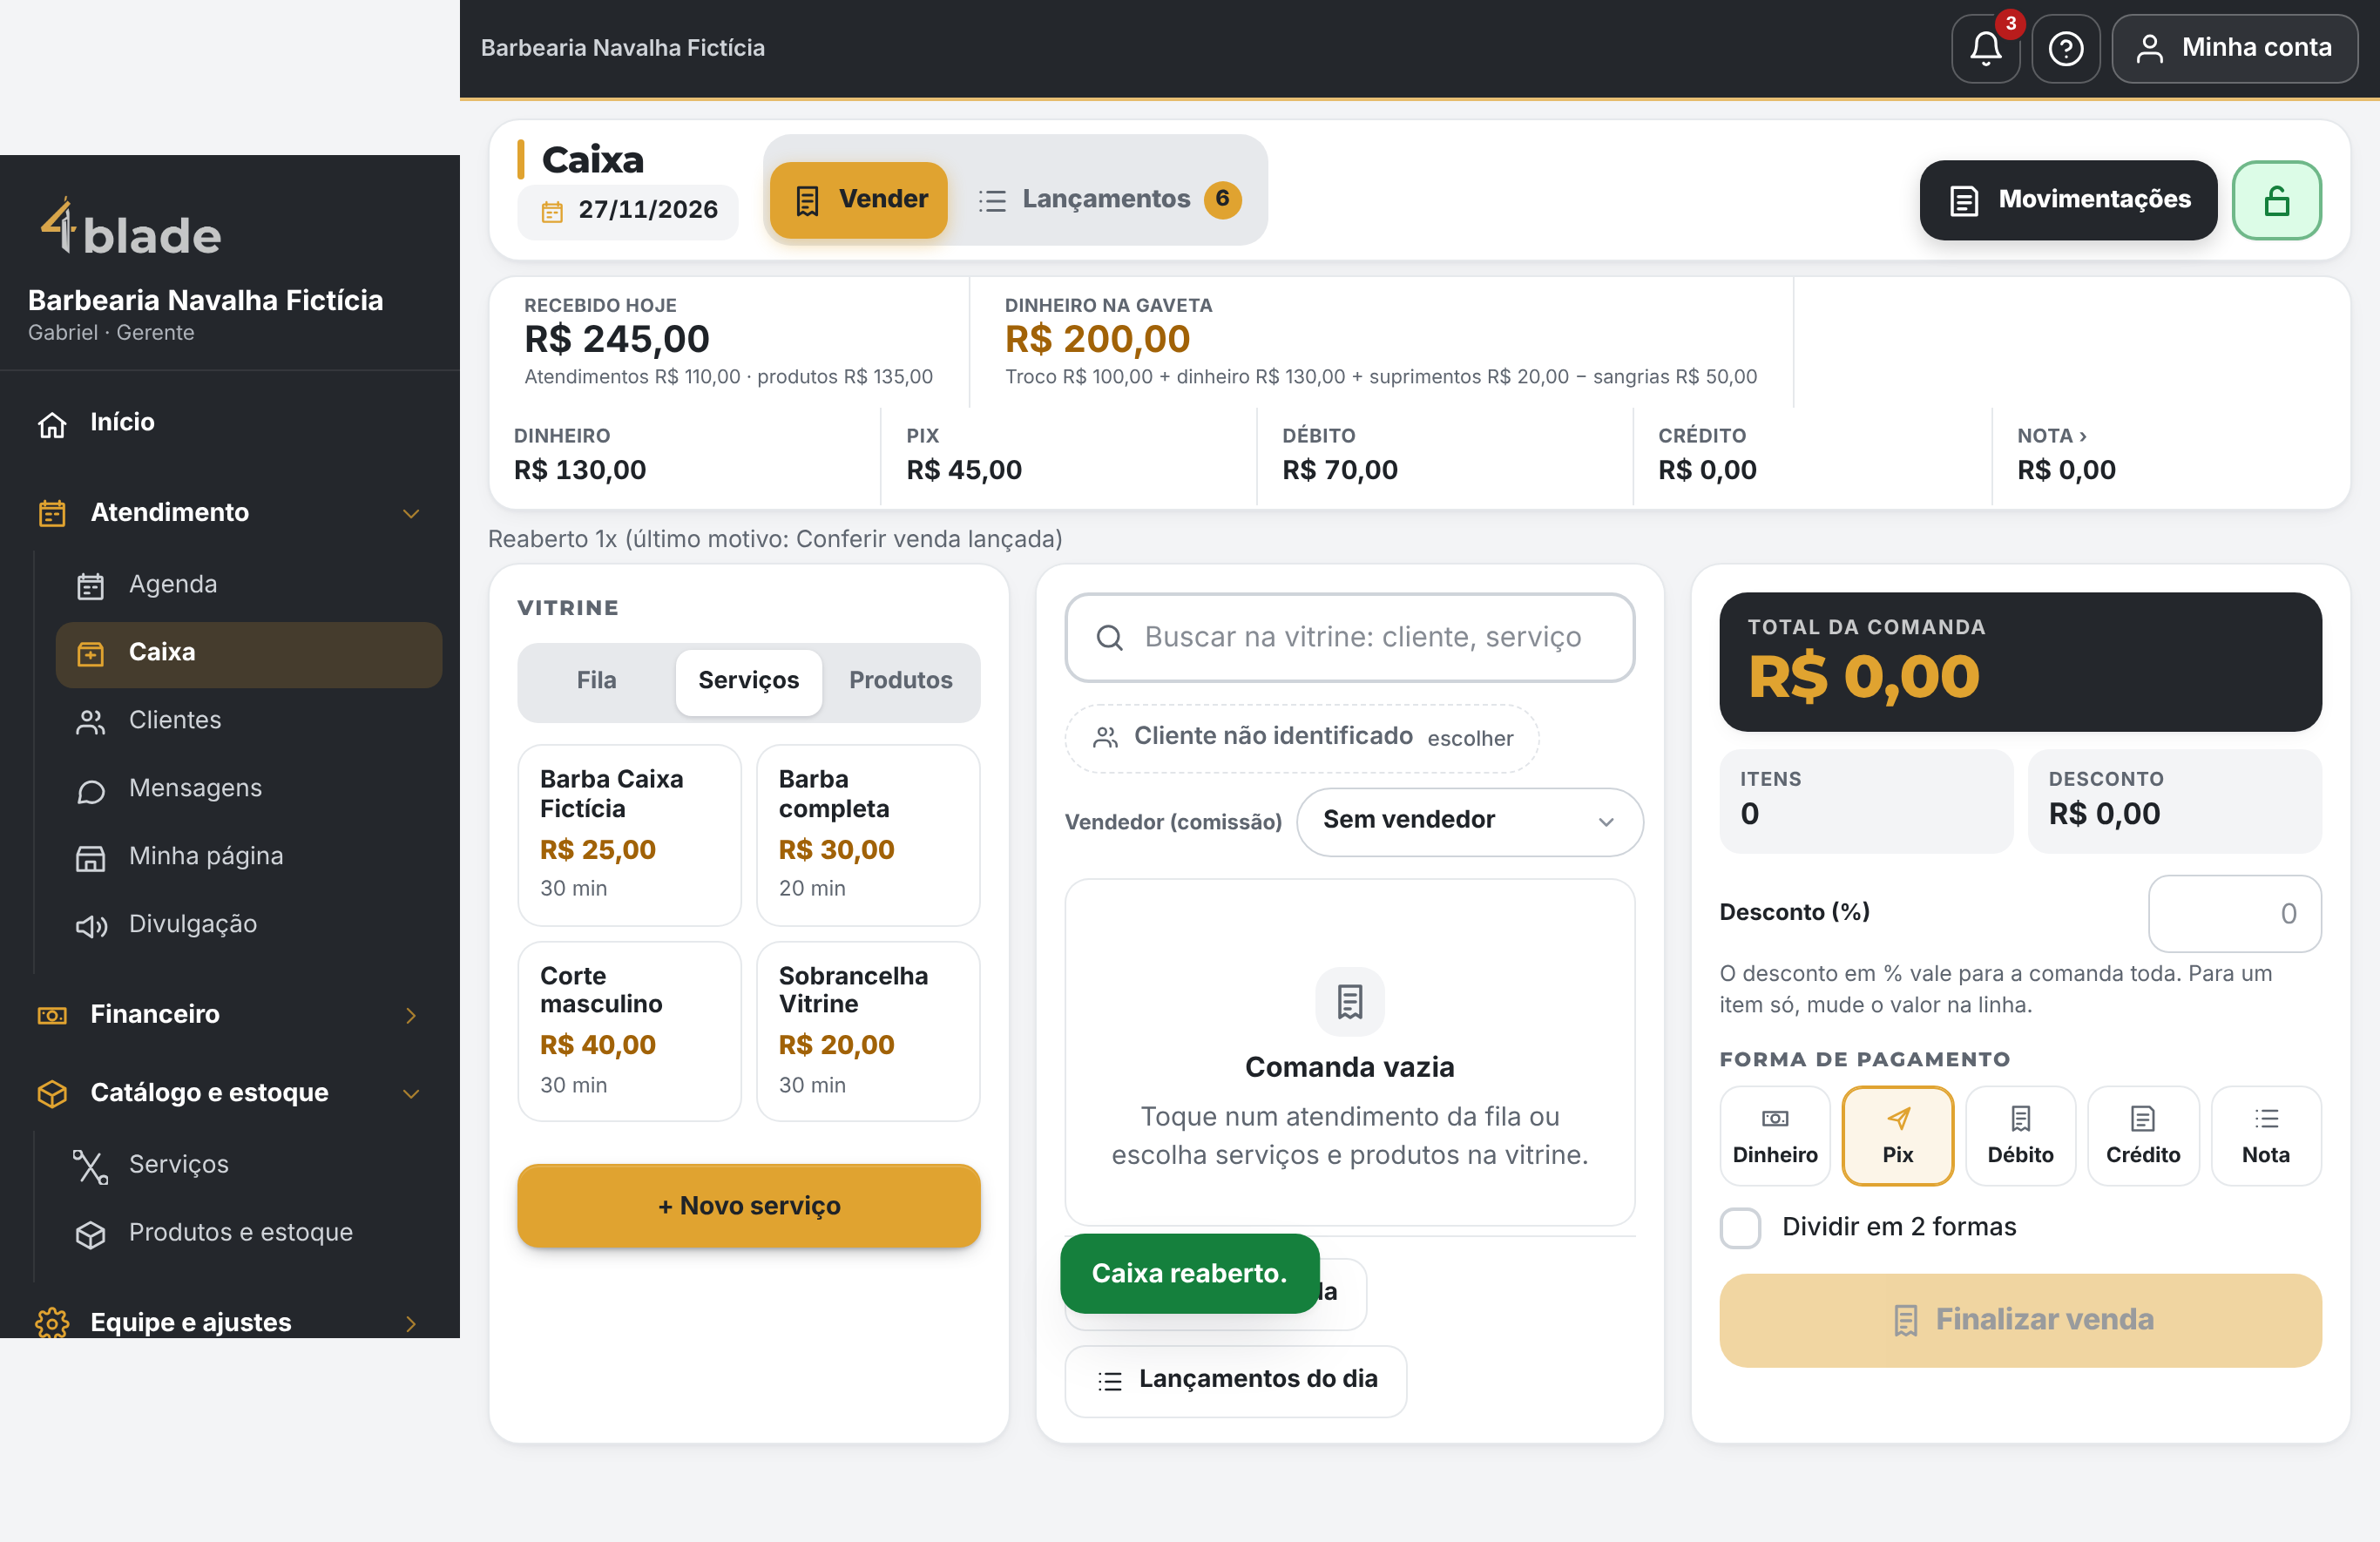 Barbearia Navalha Fictícia
3
Minha conta
4blade
Barbearia Navalha Fictícia
Gabriel · Gerente
Início
Atendimento
Agenda
Caixa
Clientes
Mensagens
Minha página
Divulgação
Financeiro
Catálogo e estoque
Serviços
Produtos e estoque
Equipe e ajustes
Caixa
27/11/2026
Vender
Lançamentos 6
Movimentações
RECEBIDO HOJE
R$ 245,00
Atendimentos R$ 110,00 · produtos R$ 135,00
DINHEIRO NA GAVETA
R$ 200,00
Troco R$ 100,00 + dinheiro R$ 130,00 + suprimentos R$ 20,00 − sangrias R$ 50,00
DINHEIRO
R$ 130,00
PIX
R$ 45,00
DÉBITO
R$ 70,00
CRÉDITO
R$ 0,00
NOTA ›
R$ 0,00
Reaberto 1x (último motivo: Conferir venda lançada)
VITRINE
Fila
Serviços
Produtos
Barba Caixa
Fictícia
R$ 25,00
30 min
Barba
completa
R$ 30,00
20 min
Corte
masculino
R$ 40,00
30 min
Sobrancelha
Vitrine
R$ 20,00
30 min
+ Novo serviço
Buscar na vitrine: cliente, serviço
Cliente não identificado escolher
Vendedor (comissão)
Sem vendedor
Comanda vazia
Toque num atendimento da fila ou
escolha serviços e produtos na vitrine.
Caixa reaberto.
Lançamentos do dia
TOTAL DA COMANDA
R$ 0,00
ITENS
0
DESCONTO
R$ 0,00
Desconto (%)
0
O desconto em % vale para a comanda toda. Para um
item só, mude o valor na linha.
FORMA DE PAGAMENTO
Dinheiro
Pix
Débito
Crédito
Nota
Dividir em 2 formas
Finalizar venda